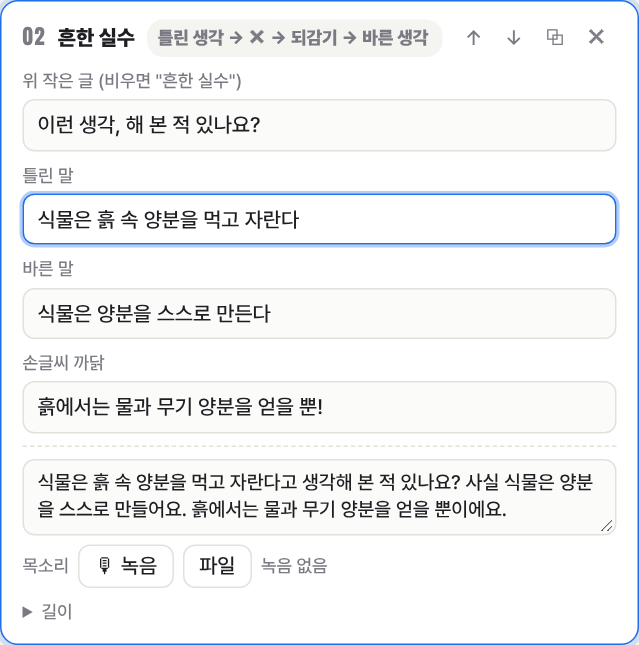 02 흔한 실수 틀린 생각 → ✕ → 되감기 → 바른 생각 ↑ ↓ ✕
위 작은 글 (비우면 "흔한 실수")
이런 생각, 해 본 적 있나요?
틀린 말
식물은 흙 속 양분을 먹고 자란다
바른 말
식물은 양분을 스스로 만든다
손글씨 까닭
흙에서는 물과 무기 양분을 얻을 뿐!
식물은 흙 속 양분을 먹고 자란다고 생각해 본 적 있나요? 사실 식물은 양분
을 스스로 만들어요. 흙에서는 물과 무기 양분을 얻을 뿐이에요.
목소리 녹음 파일 녹음 없음
▶ 길이